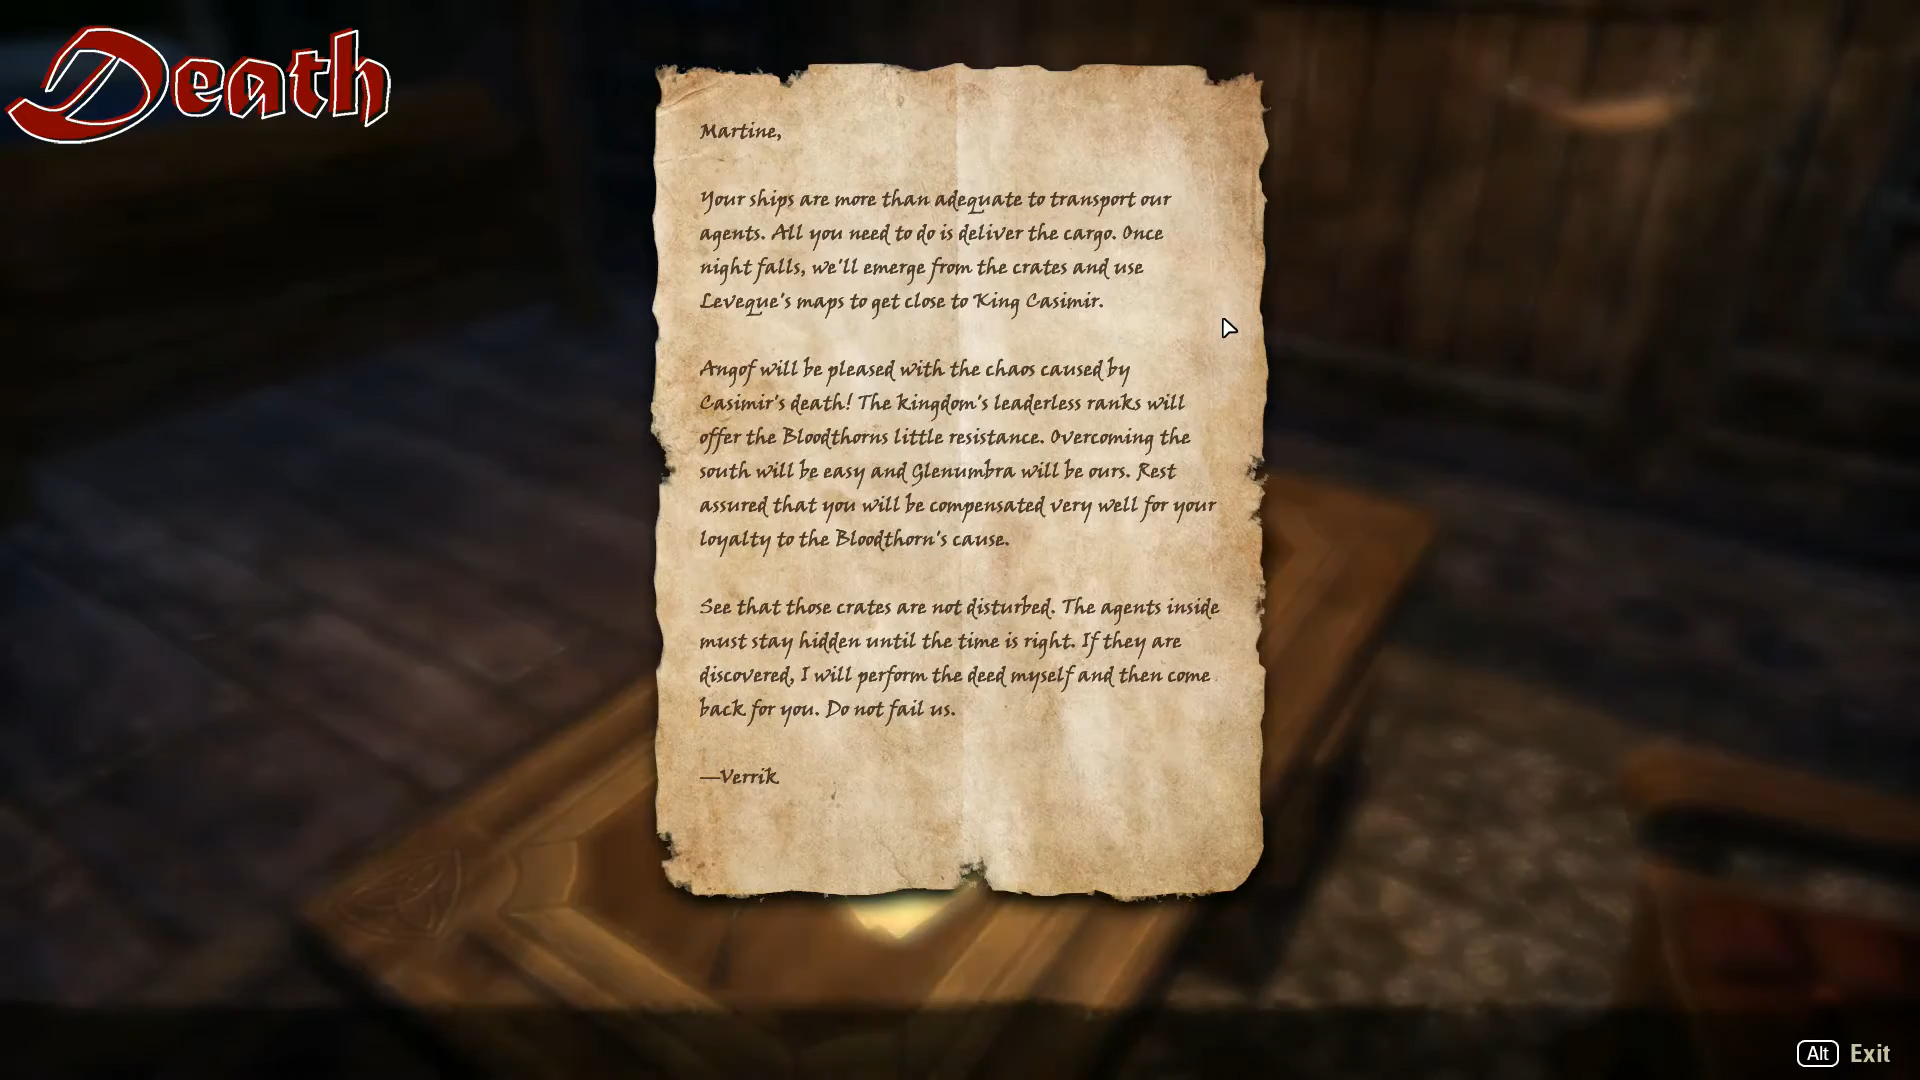 Death
Martine,
Your ships are more than adequate to transport our
agents. All you need to do is deliver the cargo. Once
night falls, we'll emerge from the crates and use
Leveque's maps to get close to King Casimir.
Angof will be pleased with the chaos caused by
Casimir's death! The kingdom's leaderless ranks will
offer the Bloodthorns little resistance. Overcoming the
south will be easy and Glenumbra will be ours. Rest
assured that you will be compensated very well for your
loyalty to the Bloodthorn's cause.
See that those crates are not disturbed. The agents inside
must stay hidden until the time is right. If they are
discovered, I will perform the deed myself and then come
back for you. Do not fail us.
—Verrik
Alt Exit